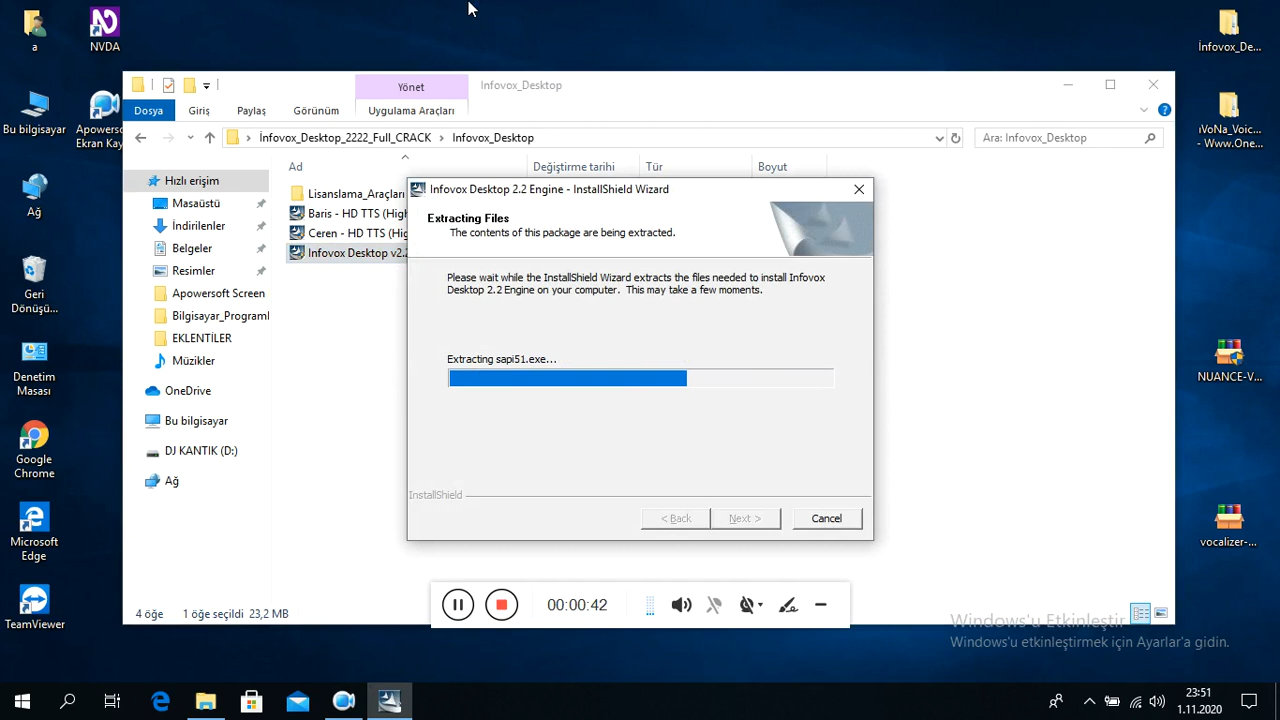 a
NVDA
İnfovox_De...
Yönet
Infovox_Desktop
Dosya
Giriş
Paylaş
Görünüm
Uygulama Araçları
Bu bilgisayar
Apowersoft
Ekran Kay
İnfovox_Desktop_2222_Full_CRACK
Infovox_Desktop
Ara: Infovox_Desktop
Ad
Değiştirme tarihi
Tür
Boyut
Hızlı erişim
Masaüstü
İndirilenler
Belgeler
Resimler
Apowersoft Screen
Bilgisayar_Program
EKLENTİLER
Müzikler
OneDrive
Bu bilgisayar
DJ KANTIK (D:)
Ağ
Lisanslama_Araçları
Baris - HD TTS (High
Ceren - HD TTS (Hig
Infovox Desktop v2.2
Infovox Desktop 2.2 Engine - InstallShield Wizard
Extracting Files
The contents of this package are being extracted.
Please wait while the InstallShield Wizard extracts the files needed to install Infovox
Desktop 2.2 Engine on your computer. This may take a few moments.
Extracting sapi51.exe...
InstallShield
< Back
Next >
Cancel
Ağ
Geri
Dönüşü...
Denetim
Masası
Google
Chrome
Microsoft
Edge
TeamViewer
- Www.One...
NUANCE-V...
vocalizer-...
4 öğe
1 öğe seçildi 23,2 MB
00:00:42
Windows'u Etkinleştir
Windows'u etkinleştirmek için Ayarlar'a gidin.
23:51
1.11.2020